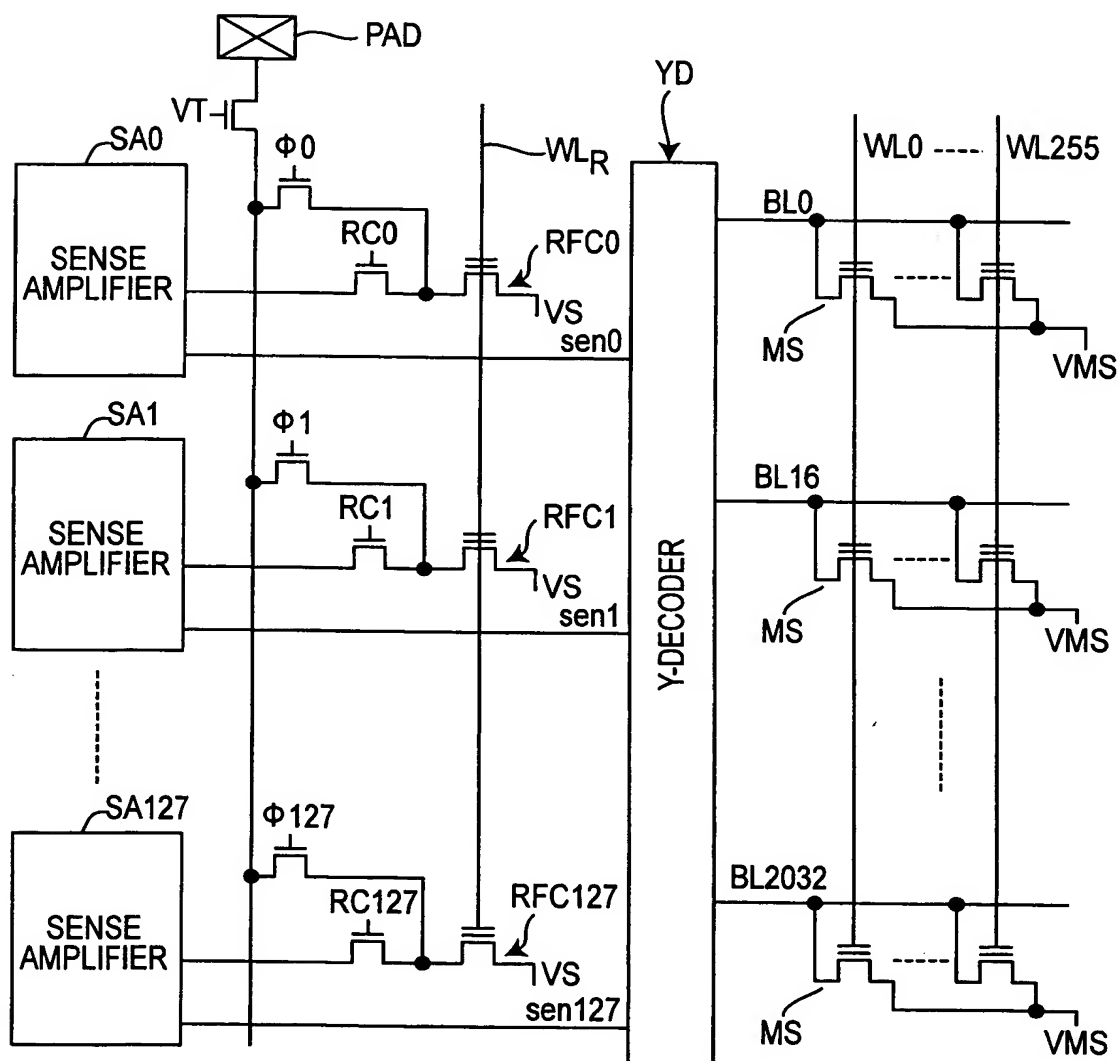 PAD
VT
YD
SA0
Φ0
WLR
WL0
WL255
BL0
RC0
RFC0
SENSE
AMPLIFIER
VS
MS
sen0
VMS
SA1
Φ1
BL16
RC1
RFC1
SENSE
AMPLIFIER
VS
MS
sen1
VMS
Y-DECODER
SA127
Φ127
BL2032
RC127
RFC127
SENSE
AMPLIFIER
VS
MS
sen127
VMS